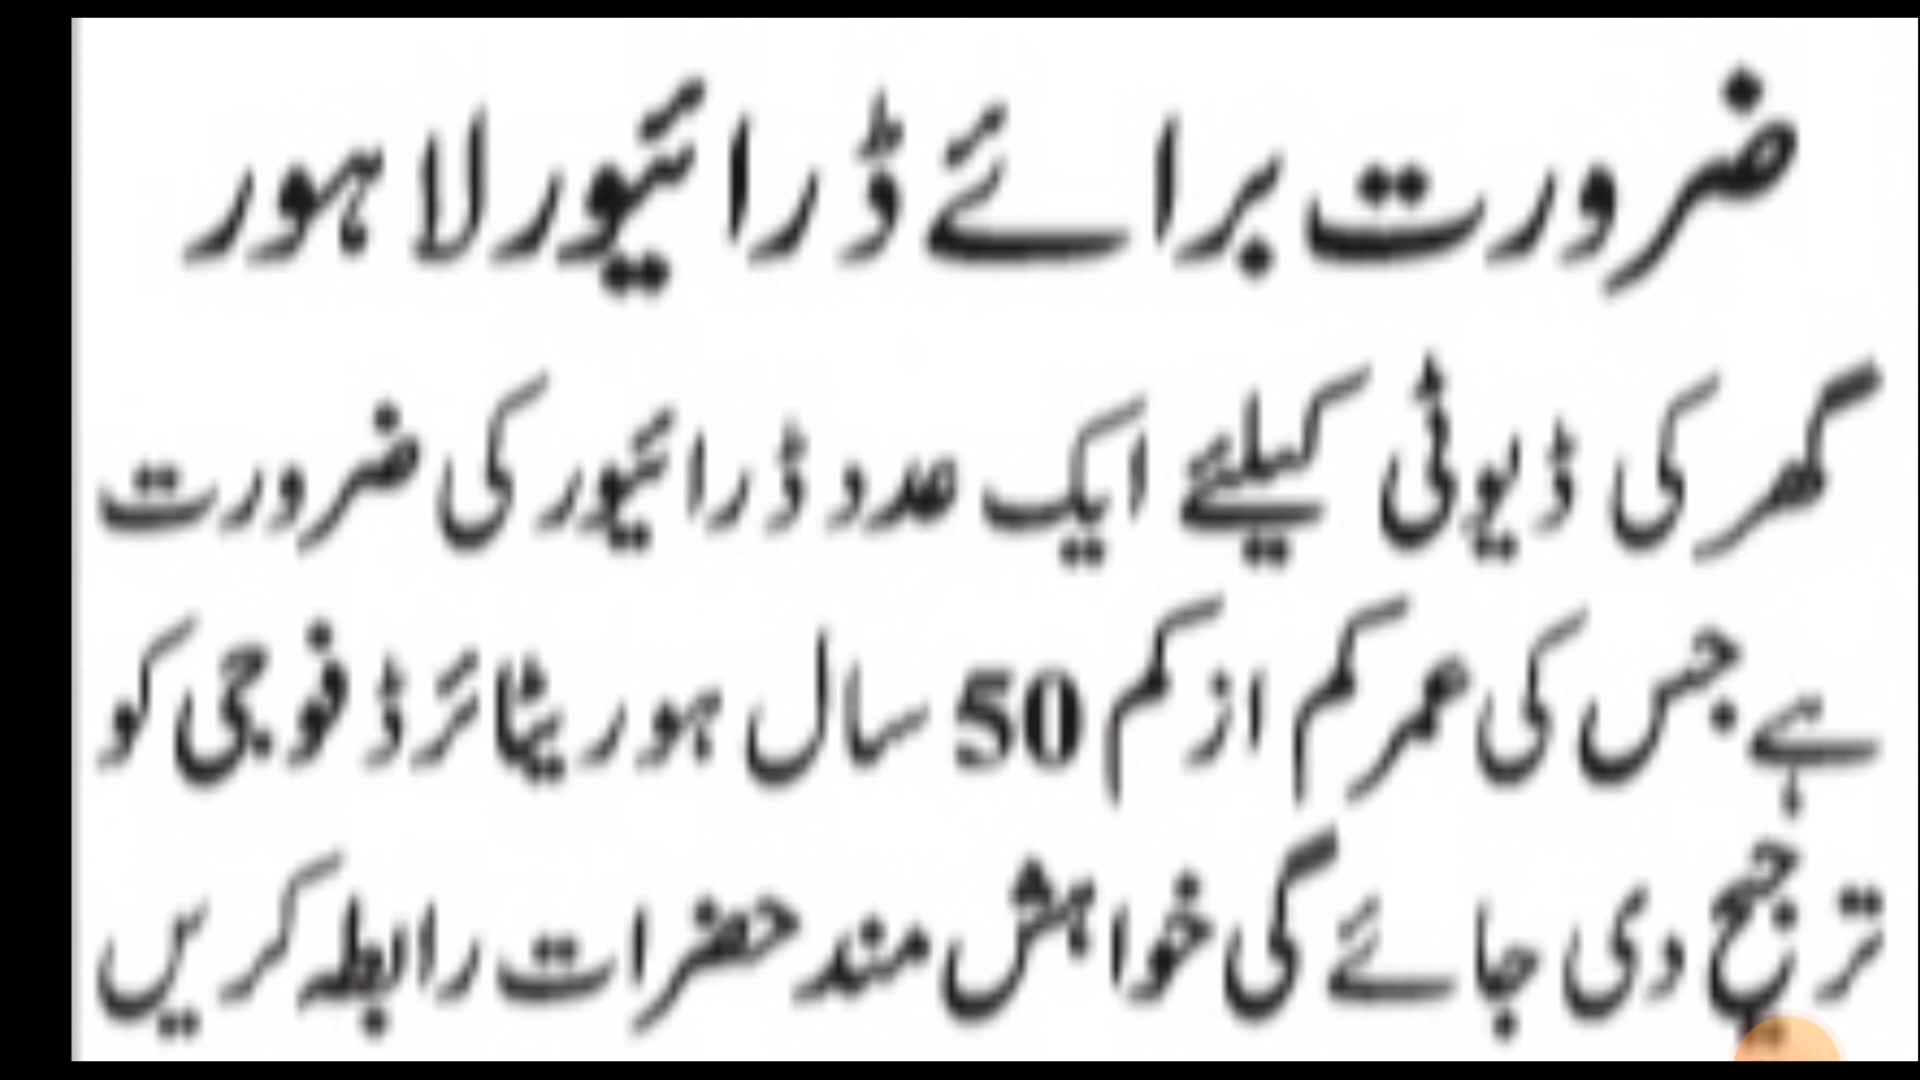 ضرورت برائے ڈرائیور لاہور
گھر کی ڈیوٹی کیلئے ایک عدد ڈرائیور کی ضرورت
ہے جس کی عمر کم از کم 50 سال ہو ریٹائرڈ فوجی کو
ترجیح دی جائے گی خواہش مند حضرات رابطہ کریں